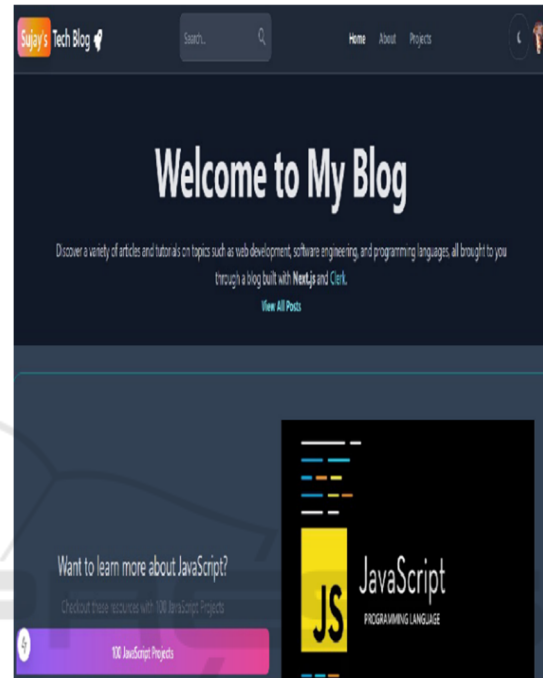 Sujay's Tech Blog
Search...
Home About Projects
Welcome to My Blog
Discover a variety of articles and tutorials on topics such as web development, software engineering, and programming languages, all brought to you
through a blog built with Next.js and Clerk.
View All Posts
Want to learn more about JavaScript?
Checkout these resources with 100 JavaScript Projects
100 JavaScript Projects
JS
JavaScript
PROGRAMMING LANGUAGE